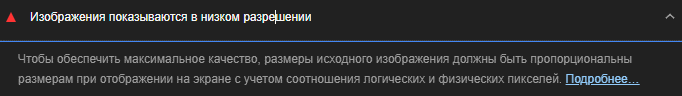 Изображения показываются в низком разрешении
Чтобы обеспечить максимальное качество, размеры исходного изображения должны быть пропорциональны
размерам при отображении на экране с учетом соотношения логических и физических пикселей. Подробнее…